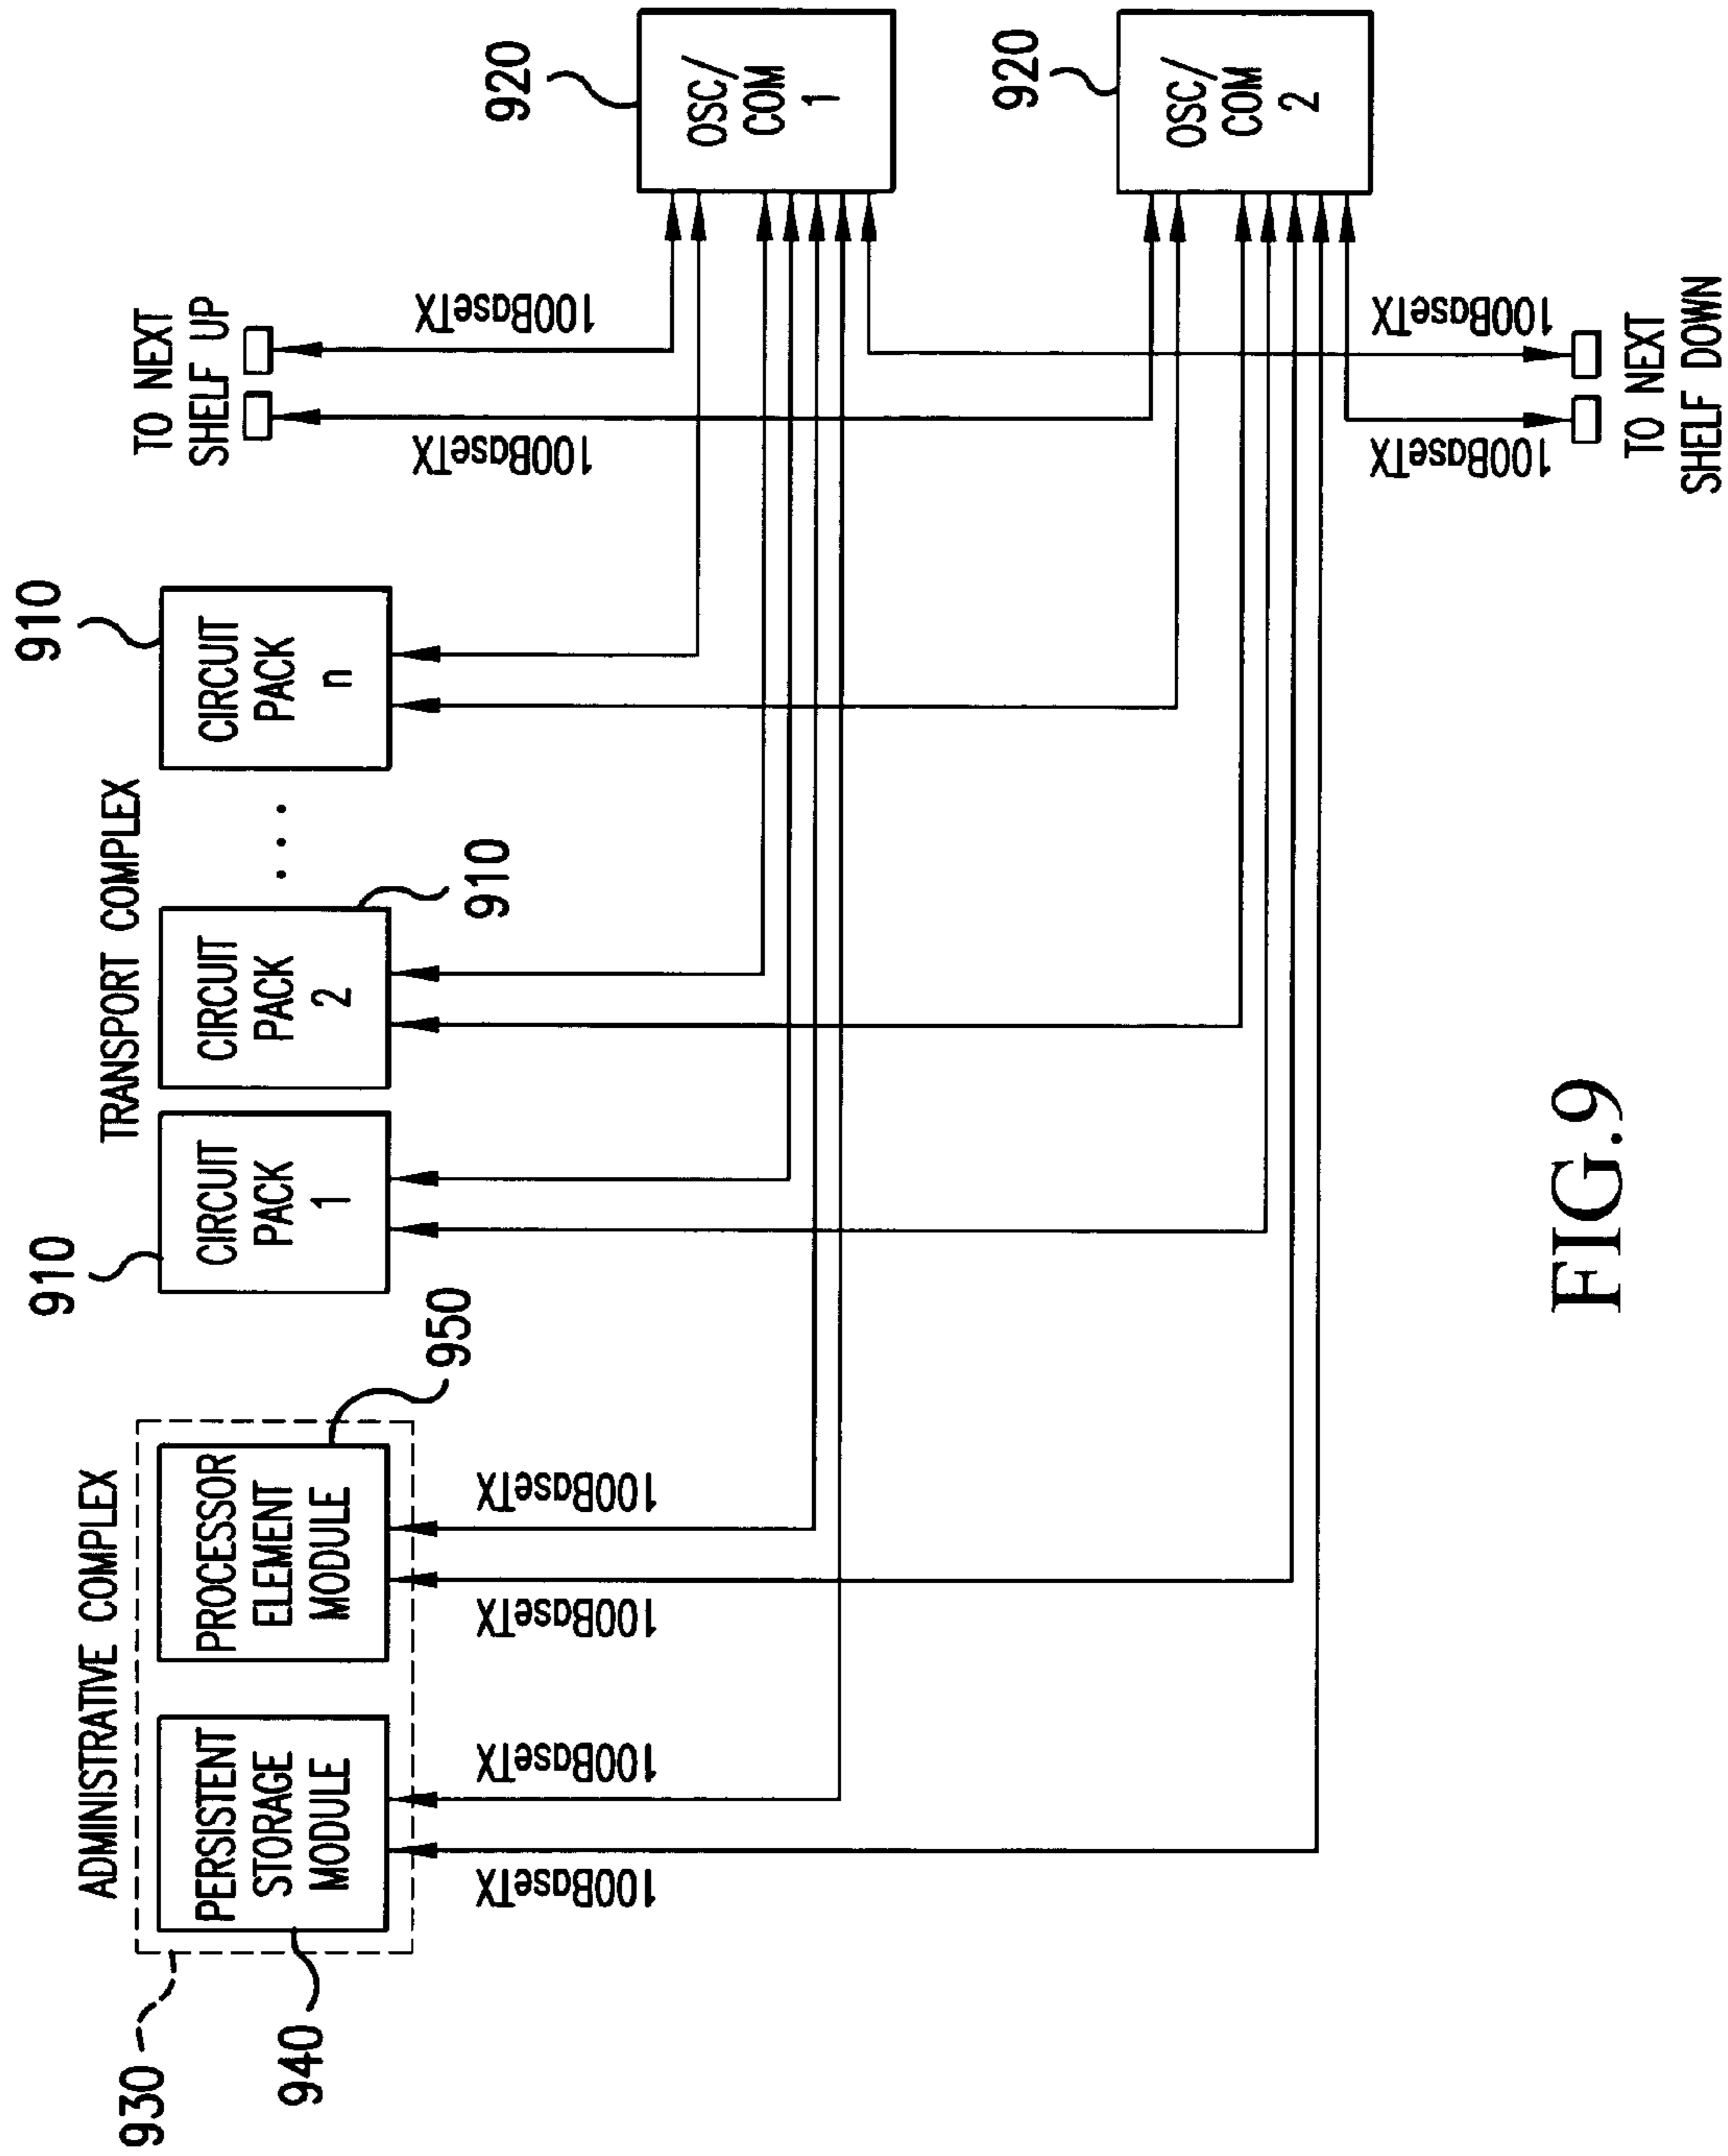 930
940
ADMINISTRATIVE COMPLEX
PERSISTENT
STORAGE
MODULE
PROCESSOR
ELEMENT
MODULE
950
100BaseTX
100BaseTX
100BaseTX
100BaseTX
TRANSPORT COMPLEX
910
CIRCUIT
PACK
1
CIRCUIT
PACK
2
910
. . .
910
CIRCUIT
PACK
n
TO NEXT
SHELF UP
100BaseTX
100BaseTX
920
OSC/
COM
1
920
OSC/
COM
2
100BaseTX
100BaseTX
TO NEXT
SHELF DOWN
FIG.9